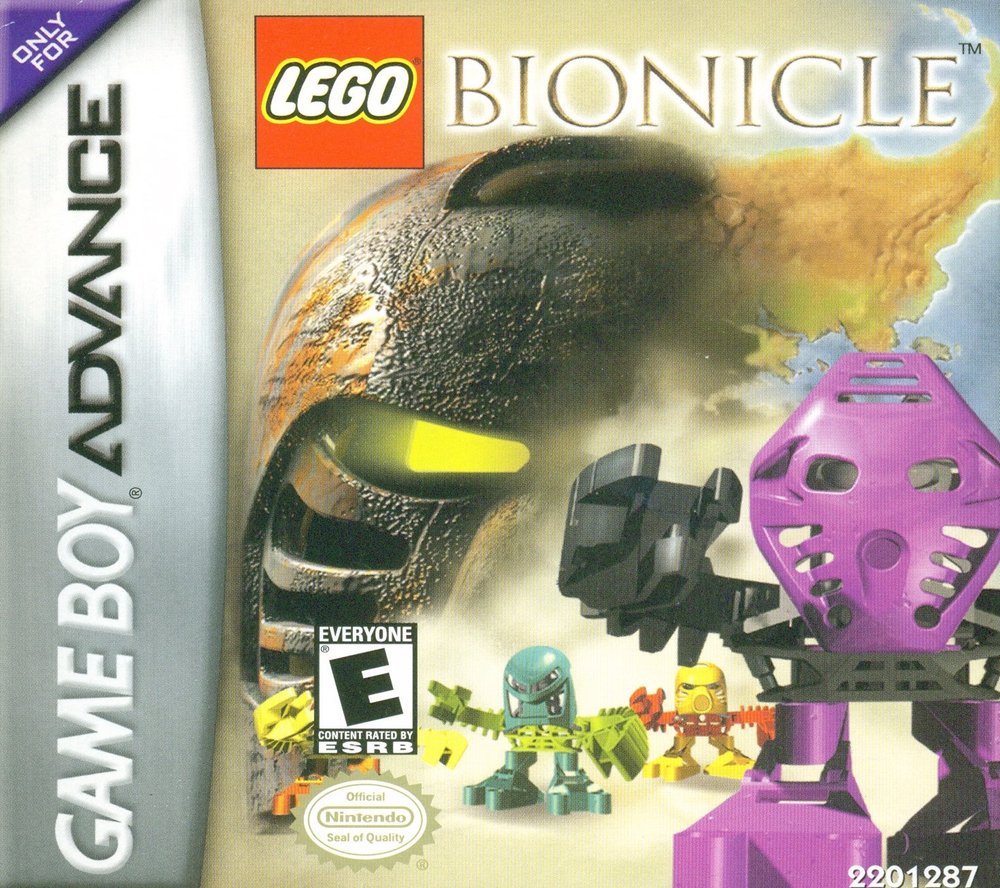 ONLY
FOR
GAME BOY ADVANCE
®
LEGO
®
BIONICLE
™
EVERYONE
®
E
CONTENT RATED BY
ESRB
Official
Nintendo
Seal of Quality
®
2201287